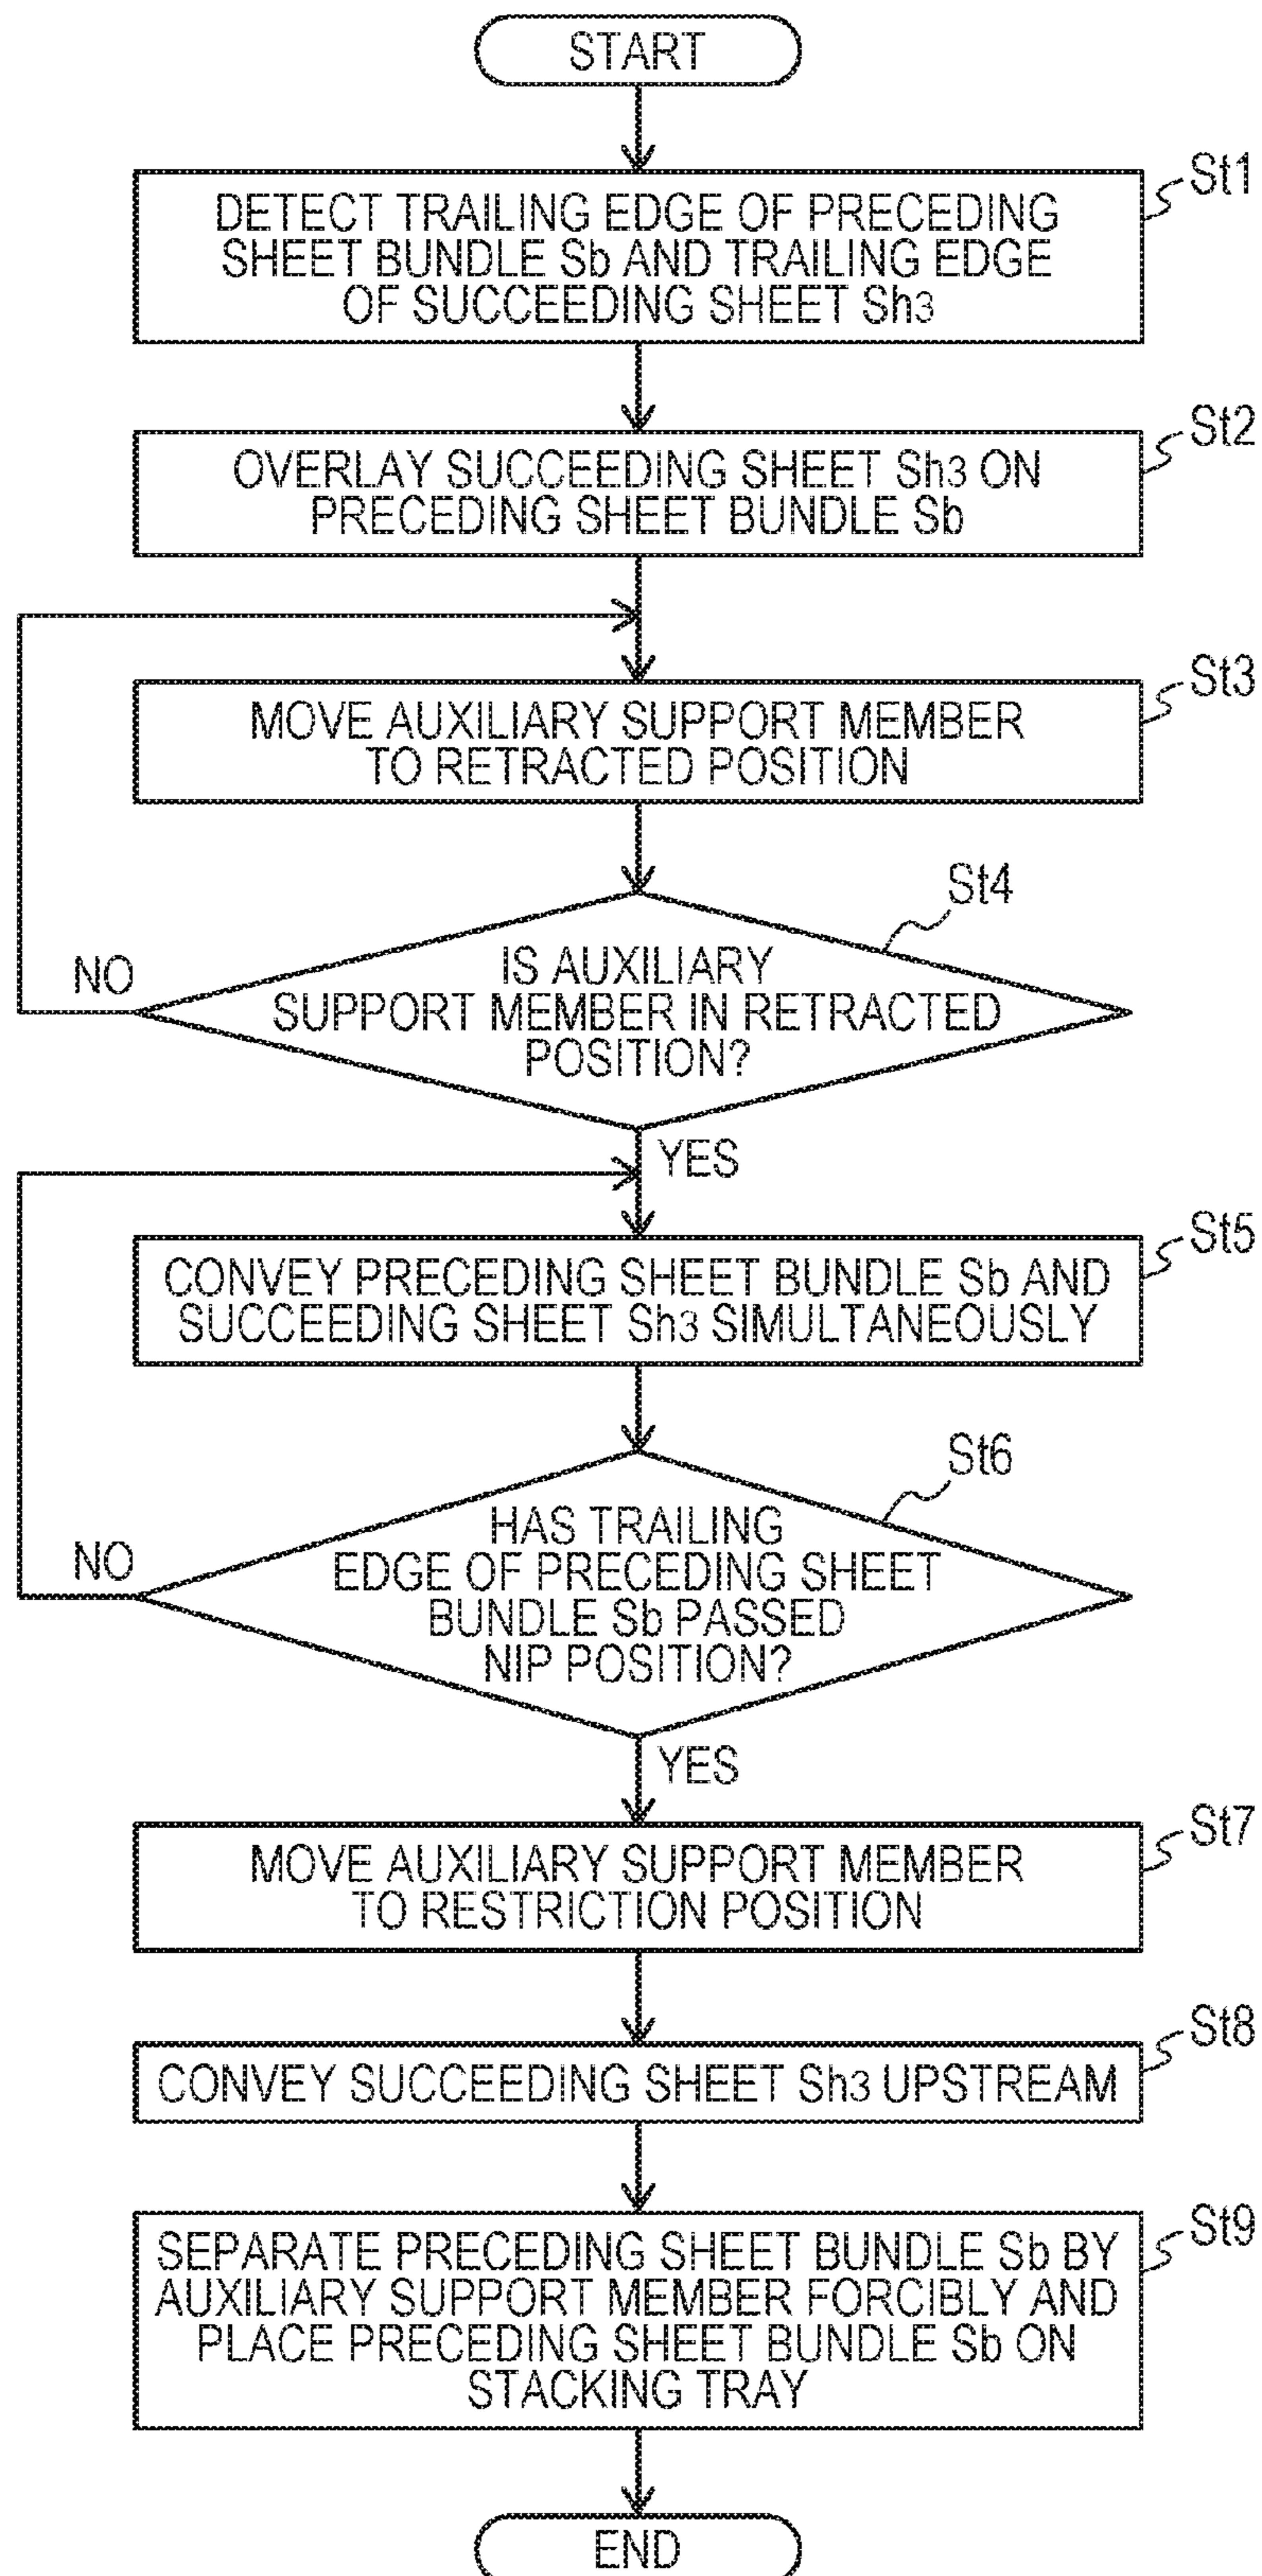 START
St1
DETECT TRAILING EDGE OF PRECEDING
SHEET BUNDLE Sb AND TRAILING EDGE
OF SUCCEEDING SHEET Sh3
St2
OVERLAY SUCCEEDING SHEET Sh3 ON
PRECEDING SHEET BUNDLE Sb
St3
MOVE AUXILIARY SUPPORT MEMBER
TO RETRACTED POSITION
St4
IS AUXILIARY
SUPPORT MEMBER IN RETRACTED
POSITION?
NO
YES
St5
CONVEY PRECEDING SHEET BUNDLE Sb AND
SUCCEEDING SHEET Sh3 SIMULTANEOUSLY
St6
HAS TRAILING
EDGE OF PRECEDING SHEET
BUNDLE Sb PASSED
NIP POSITION?
NO
YES
St7
MOVE AUXILIARY SUPPORT MEMBER
TO RESTRICTION POSITION
St8
CONVEY SUCCEEDING SHEET Sh3 UPSTREAM
St9
SEPARATE PRECEDING SHEET BUNDLE Sb BY
AUXILIARY SUPPORT MEMBER FORCIBLY AND
PLACE PRECEDING SHEET BUNDLE Sb ON
STACKING TRAY
END